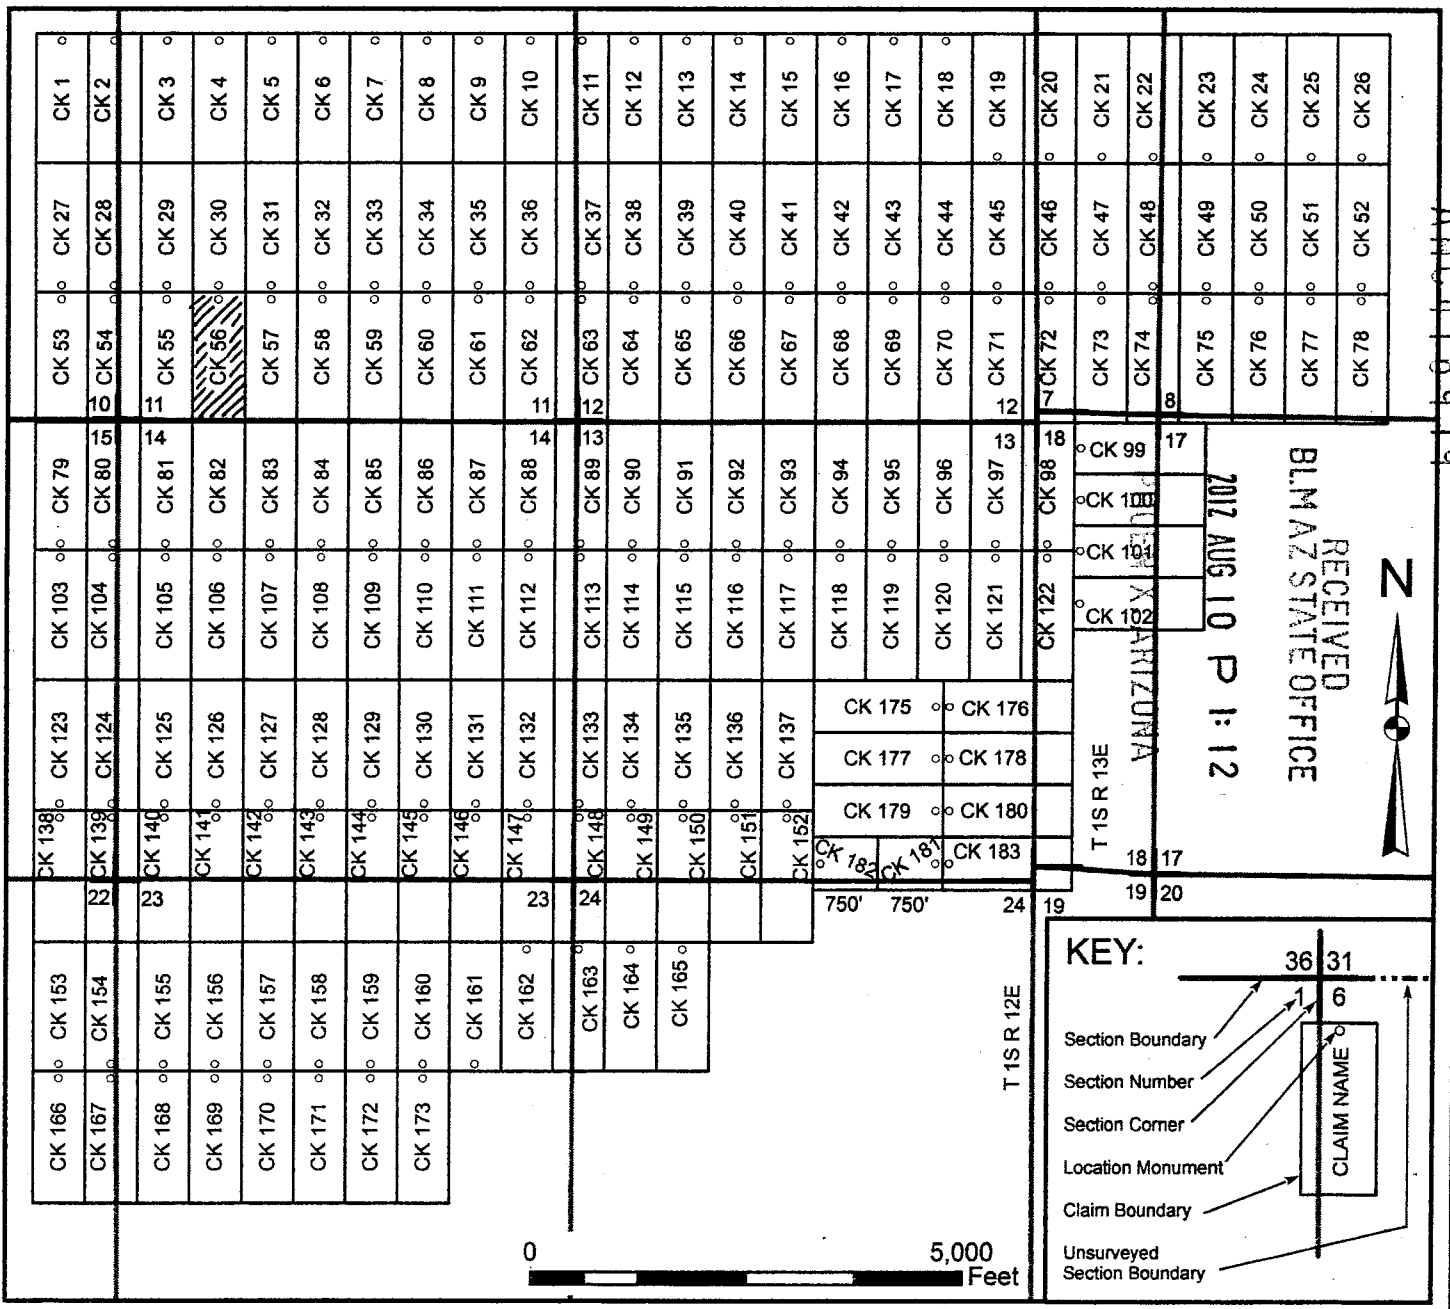 CK 1 CK 2 CK 3 CK 4 CK 5 CK 6 CK 7 CK 8 CK 9 CK 10 CK 11 CK 12 CK 13 CK 14 CK 15 CK 16 CK 17 CK 18 CK 19 CK 20 CK 21 CK 22 CK 23 CK 24 CK 25 CK 26
CK 27 CK 28 CK 29 CK 30 CK 31 CK 32 CK 33 CK 34 CK 35 CK 36 CK 37 CK 38 CK 39 CK 40 CK 41 CK 42 CK 43 CK 44 CK 45 CK 46 CK 47 CK 48 CK 49 CK 50 CK 51 CK 52
CK 53 CK 54 CK 55 CK 56 CK 57 CK 58 CK 59 CK 60 CK 61 CK 62 CK 63 CK 64 CK 65 CK 66 CK 67 CK 68 CK 69 CK 70 CK 71 CK 72 CK 73 CK 74 CK 75 CK 76 CK 77 CK 78
10 11 11 12 12 7 8
15 14 14 13 13 18 17
CK 79 CK 80 CK 81 CK 82 CK 83 CK 84 CK 85 CK 86 CK 87 CK 88 CK 89 CK 90 CK 91 CK 92 CK 93 CK 94 CK 95 CK 96 CK 97 CK 98
CK 99
CK 100
CK 101
CK 102
CK 103 CK 104 CK 105 CK 106 CK 107 CK 108 CK 109 CK 110 CK 111 CK 112 CK 113 CK 114 CK 115 CK 116 CK 117 CK 118 CK 119 CK 120 CK 121 CK 122
RECEIVED
BLM AZ STATE OFFICE
2012 AUG 10 P 1:12
ARIZONA
N
CK 123 CK 124 CK 125 CK 126 CK 127 CK 128 CK 129 CK 130 CK 131 CK 132 CK 133 CK 134 CK 135 CK 136 CK 137
CK 175 CK 176
CK 177 CK 178
CK 179 CK 180
CK 182 CK 181 CK 183
T 1S R 13E
CK 138 CK 139 CK 140 CK 141 CK 142 CK 143 CK 144 CK 145 CK 146 CK 147 CK 148 CK 149 CK 150 CK 151 CK 152
18 17
19 20
22 23 23 24 750' 750' 24 19
CK 153 CK 154 CK 155 CK 156 CK 157 CK 158 CK 159 CK 160 CK 161 CK 162 CK 163 CK 164 CK 165
T 1S R 12E
CK 166 CK 167 CK 168 CK 169 CK 170 CK 171 CK 172 CK 173
0 5,000
Feet
KEY:
36 31
1 6
Section Boundary
Section Number
Section Corner
Location Monument
Claim Boundary
Unsurveyed
Section Boundary
CLAIM NAME